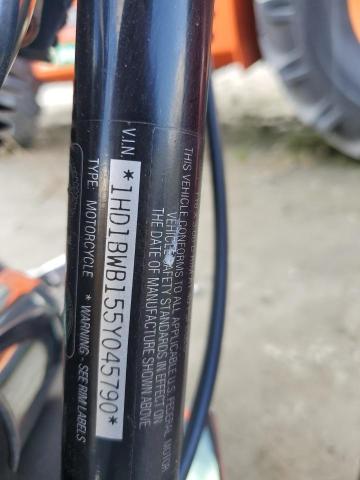 THIS VEHICLE CONFORMS TO ALL APPLICABLE U.S. FEDERAL MOTOR
VEHICLE SAFETY STANDARDS IN EFFECT ON
THE DATE OF MANUFACTURE SHOWN ABOVE
V.I.N. *1HD1BWB155Y045790*
TYPE: MOTORCYCLE * WARNING - SEE RIM LABELS